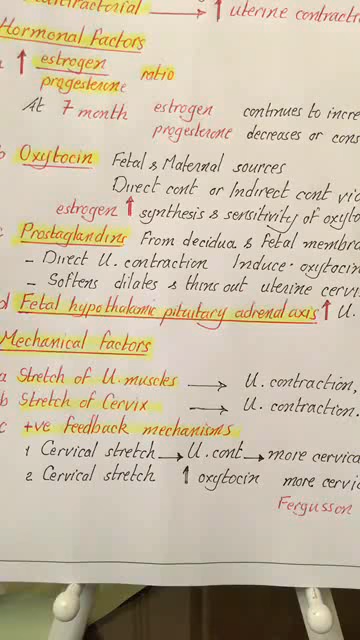 uterine contracti
Hormonal Factors
↑ estrogen ratio
progesterone
At 7 month estrogen continues to incre
progesterone decreases or cons
b Oxytocin Fetal & Maternal sources
Direct cont or Indirect cont via
estrogen ↑ synthesis & sensitivity of oxyto
c Prostaglandins From decidua & Fetal membra
- Direct U. contraction Induce oxytocin
- Softens dilates & thins out uterine cervi
d Fetal hypothalamic pituitary adrenal axis ↑ U.
Mechanical factors
a Stretch of U. muscles → U. contraction,
b Stretch of Cervix → U. contraction.
c +ve feedback mechanisms
1 Cervical stretch → U. cont → more cervica
2 Cervical stretch ↑ oxytocin more cervic
Fergusson